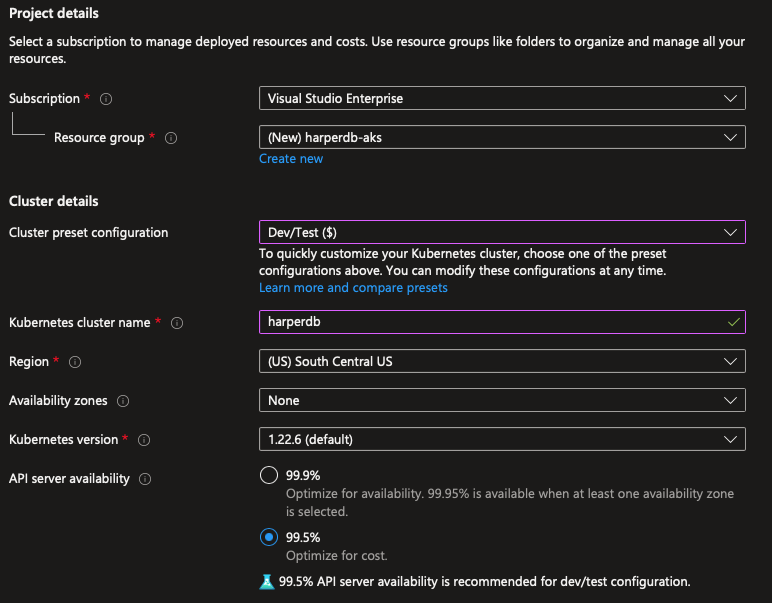 Project details
Select a subscription to manage deployed resources and costs. Use resource groups like folders to organize and manage all your
resources.
Subscription *
Visual Studio Enterprise
Resource group *
(New) harperdb-aks
Create new
Cluster details
Cluster preset configuration
Dev/Test ($)
To quickly customize your Kubernetes cluster, choose one of the preset
configurations above. You can modify these configurations at any time.
Learn more and compare presets
Kubernetes cluster name *
harperdb
Region *
(US) South Central US
Availability zones
None
Kubernetes version *
1.22.6 (default)
API server availability
99.9%
Optimize for availability. 99.95% is available when at least one availability zone
is selected.
99.5%
Optimize for cost.
99.5% API server availability is recommended for dev/test configuration.